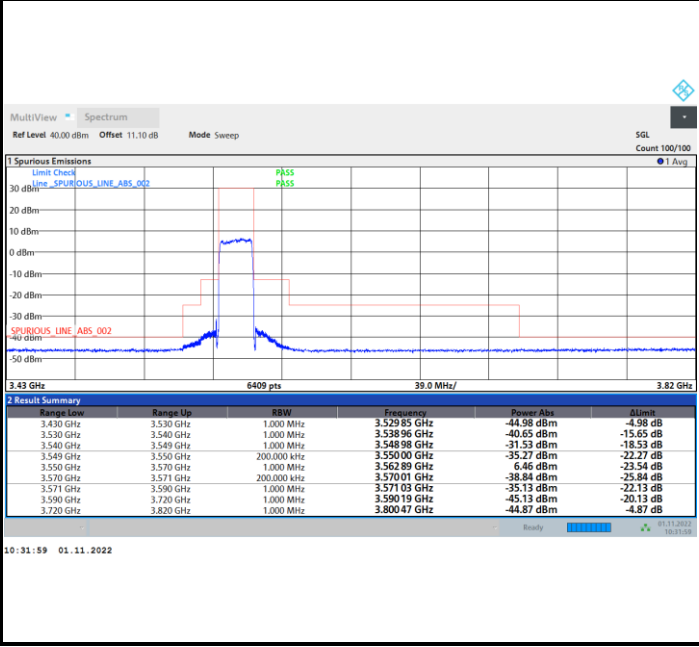 MultiView Spectrum
Ref Level 40.00 dBm Offset 11.10 dB Mode Sweep SGL
Count 100/100
1 Spurious Emissions 1 Avg
Limit Check PASS
Line _SPURIOUS_LINE_ABS_002 PASS
30 dBm
20 dBm
10 dBm
0 dBm
-10 dBm
-20 dBm
-30 dBm
_SPURIOUS_LINE_ABS_002
-40 dBm
-50 dBm
3.43 GHz 6409 pts 39.0 MHz/ 3.82 GHz
2 Result Summary
Range Low Range Up RBW Frequency Power Abs ΔLimit
3.430 GHz 3.530 GHz 1.000 MHz 3.529 85 GHz -44.98 dBm -4.98 dB
3.530 GHz 3.540 GHz 1.000 MHz 3.538 96 GHz -40.65 dBm -15.65 dB
3.540 GHz 3.549 GHz 1.000 MHz 3.548 98 GHz -31.53 dBm -18.53 dB
3.549 GHz 3.550 GHz 200.000 kHz 3.550 00 GHz -35.27 dBm -22.27 dB
3.550 GHz 3.570 GHz 1.000 MHz 3.562 89 GHz 6.46 dBm -23.54 dB
3.570 GHz 3.571 GHz 200.000 kHz 3.570 01 GHz -38.84 dBm -25.84 dB
3.571 GHz 3.590 GHz 1.000 MHz 3.571 03 GHz -35.13 dBm -22.13 dB
3.590 GHz 3.720 GHz 1.000 MHz 3.590 19 GHz -45.13 dBm -20.13 dB
3.720 GHz 3.820 GHz 1.000 MHz 3.800 47 GHz -44.87 dBm -4.87 dB
Ready 01.11.2022
10:31:59
10:31:59 01.11.2022